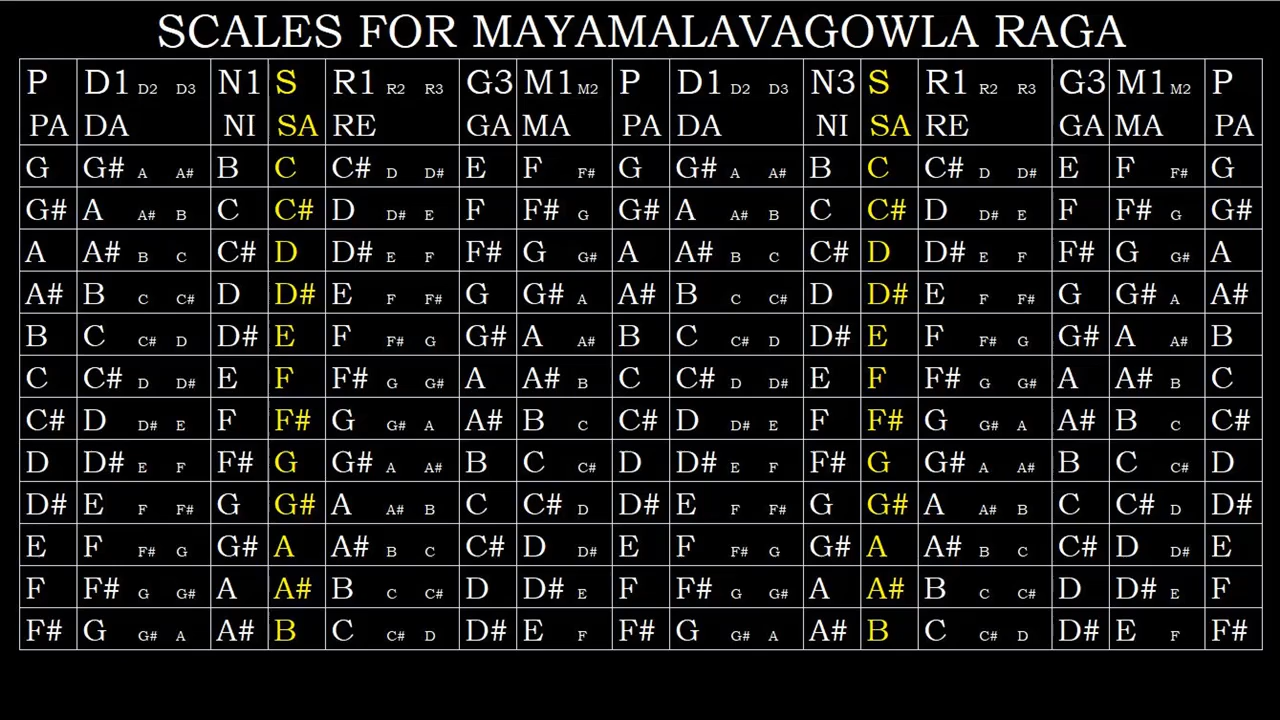 SCALES FOR MAYAMALAVAGOWLA RAGA
P D1 D2 D3 N1 S R1 R2 R3 G3 M1 M2 P D1 D2 D3 N3 S R1 R2 R3 G3 M1 M2 P
PA DA NI SA RE GA MA PA DA NI SA RE GA MA PA
G G# A A# B C C# D D# E F F# G G# A A# B C C# D D# E F F# G
G# A A# B C C# D D# E F F# G G# A A# B C C# D D# E F F# G G#
A A# B C C# D D# E F F# G G# A A# B C C# D D# E F F# G G# A
A# B C C# D D# E F F# G G# A A# B C C# D D# E F F# G G# A A#
B C C# D D# E F F# G G# A A# B C C# D D# E F F# G G# A A# B
C C# D D# E F F# G G# A A# B C C# D D# E F F# G G# A A# B C
C# D D# E F F# G G# A A# B C C# D D# E F F# G G# A A# B C C#
D D# E F F# G G# A A# B C C# D D# E F F# G G# A A# B C C# D
D# E F F# G G# A A# B C C# D D# E F F# G G# A A# B C C# D D#
E F F# G G# A A# B C C# D D# E F F# G G# A A# B C C# D D# E
F F# G G# A A# B C C# D D# E F F# G G# A A# B C C# D D# E F
F# G G# A A# B C C# D D# E F F# G G# A A# B C C# D D# E F F#